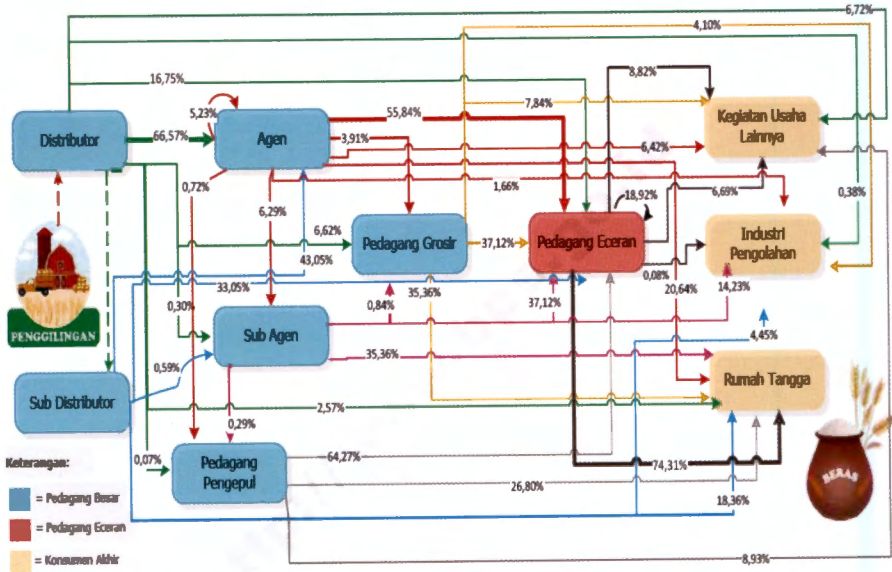 6,72%
4,10%
16,75%
8,82%
5,23%
55,84%
7,84%
Distributor
66,57%
Agen
3,91%
Kegiatan Usaha
Lainnya
6,42%
0,72%
1,66%
18,92%
6,69%
0,38%
6,29%
6,62%
Pedagang Grosir
37,12%
Pedagang Eceran
Industri
Pengolahan
43,05%
0,08%
33,05%
35,36%
20,64%
14,23%
0,30%
0,84%
37,12%
PENGGILINGAN
Sub Agen
4,45%
0,59%
35,36%
Rumah Tangga
Sub Distributor
2,57%
0,29%
Keterangan:
0,07%
Pedagang
Pengepul
64,27%
74,31%
BERAS
26,80%
18,36%
= Pedagang Besar
= Pedagang Eceran
= Konsumen Akhir
8,93%